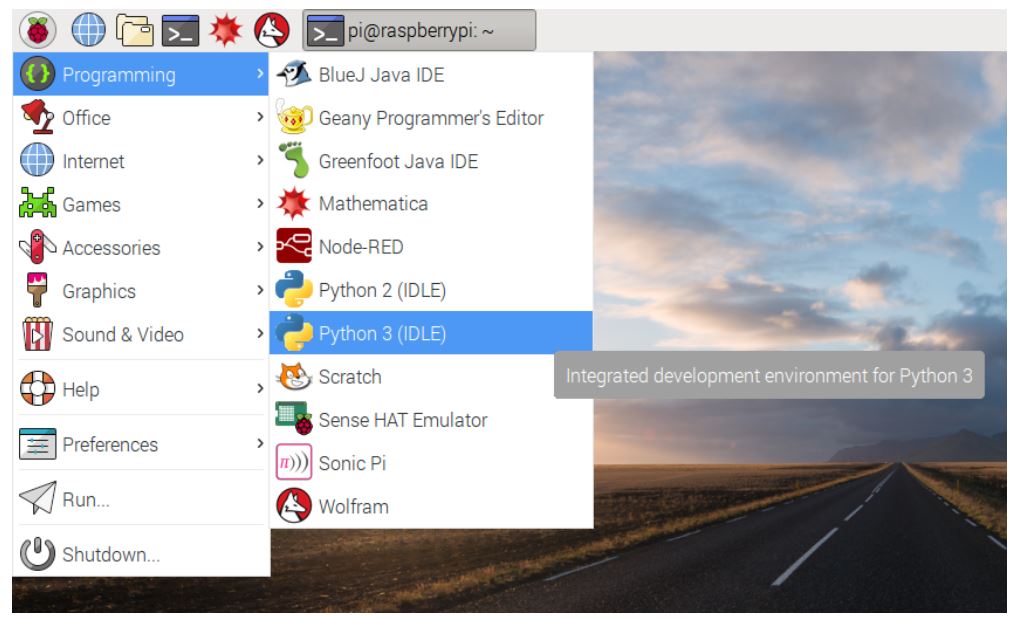 pi@raspberrypi: ~
Programming
Office
Internet
Games
Accessories
Graphics
Sound & Video
Help
Preferences
Run...
Shutdown...
BlueJ Java IDE
Geany Programmer's Editor
Greenfoot Java IDE
Mathematica
Node-RED
Python 2 (IDLE)
Python 3 (IDLE)
Scratch
Sense HAT Emulator
π)))
Sonic Pi
Wolfram
Integrated development environment for Python 3